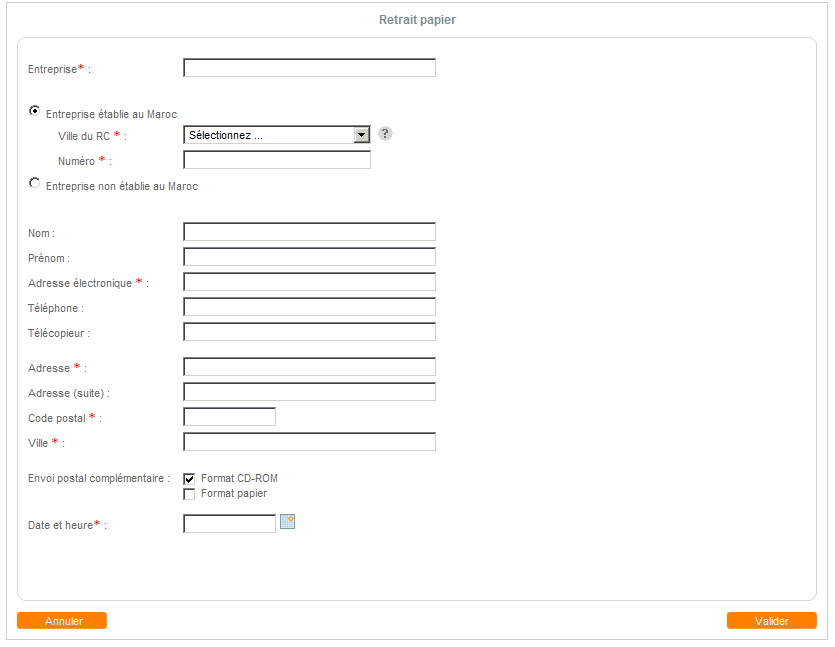 Retrait papier
Entreprise* :
Entreprise établie au Maroc
Ville du RC * : Sélectionnez ... ?
Numéro * :
Entreprise non établie au Maroc
Nom :
Prénom :
Adresse électronique * :
Téléphone :
Télécopieur :
Adresse * :
Adresse (suite) :
Code postal * :
Ville * :
Envoi postal complémentaire : Format CD-ROM
Format papier
Date et heure* :
Annuler Valider